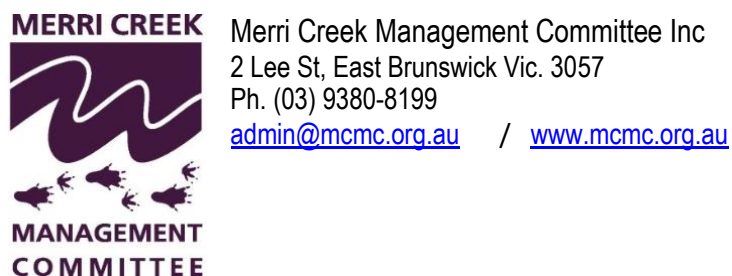 MERRI CREEK
MANAGEMENT
COMMITTEE
Merri Creek Management Committee Inc
2 Lee St, East Brunswick Vic. 3057
Ph. (03) 9380-8199
admin@mcmc.org.au / www.mcmc.org.au